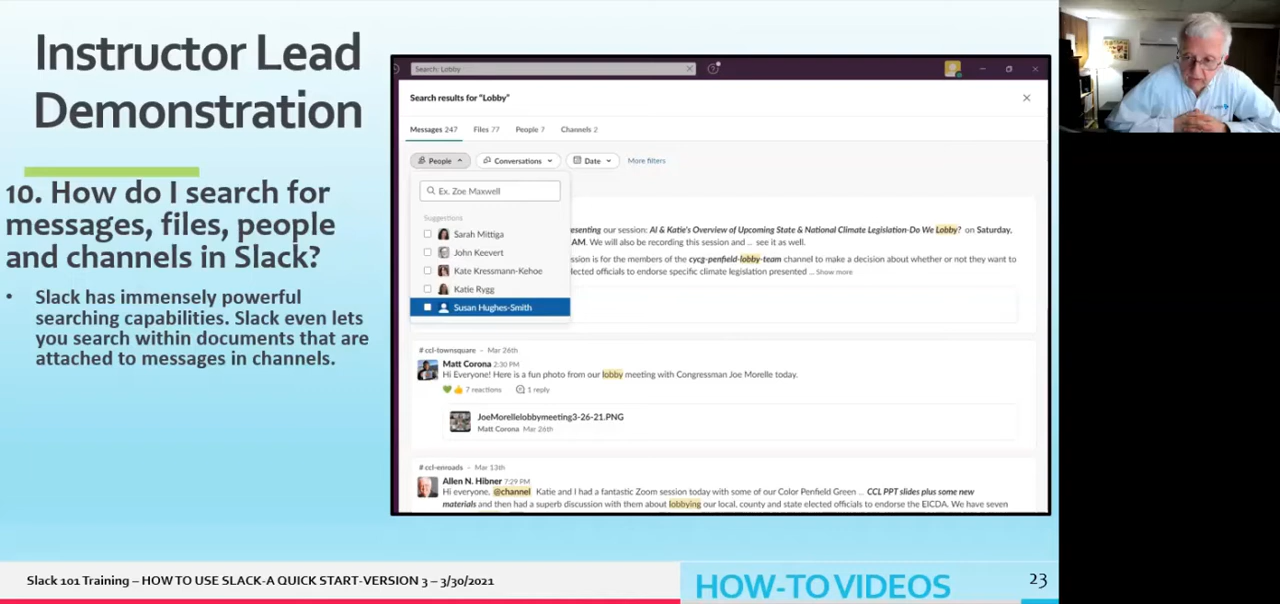 Instructor Lead
Demonstration
10. How do I search for
messages, files, people
and channels in Slack?
• Slack has immensely powerful
searching capabilities. Slack even lets
you search within documents that are
attached to messages in channels.
Search: Lobby
Search results for "Lobby"
Messages 247 Files 77 People 7 Channels 2
People Conversations Date More filters
Ex. Zoe Maxwell
Suggestions
Sarah Mittiga
John Keevert
Kate Kressmann-Kehoe
Katie Rygg
Susan Hughes-Smith
esenting our session: Al & Katie's Overview of Upcoming State & National Climate Legislation-Do We Lobby? on Saturday,
AM. We will also be recording this session and ... see it as well.
ssion is for the members of the cycg-penfield-lobby-team channel to make a decision about whether or not they want to
lected officials to endorse specific climate legislation presented ... Show more
# ccl-townsquare - Mar 26th
Matt Corona 2:30 PM
Hi Everyone! Here is a fun photo from our lobby meeting with Congressman Joe Morelle today.
7 reactions 1 reply
JoeMorellelobbymeeting3-26-21.PNG
Matt Corona Mar 26th
# ccl-enroads - Mar 13th
Allen N. Hibner 7:29 PM
Hi everyone, @channel Katie and I had a fantastic Zoom session today with some of our Color Penfield Green ... CCL PPT slides plus some new
materials and then had a superb discussion with them about lobbying our local, county and state elected officials to endorse the EICDA. We have seven
Slack 101 Training – HOW TO USE SLACK-A QUICK START-VERSION 3 – 3/30/2021
HOW-TO VIDEOS
23